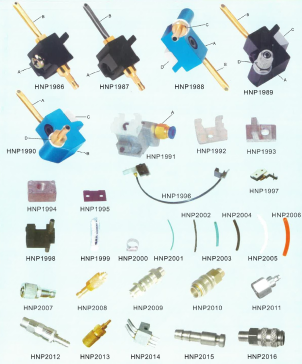 A
B
HNP1986
B
A
HNP1987
C
D
A
B
HNP1988
A
C
D
B
HNP1989
A
C
D
B
HNP1990
A
HNP1991
HNP1992
HNP1993
HNP1994
HNP1995
HNP1996
HNP1997
HNP1998
HNP1999
HNP2000
HNP2001
HNP2002
HNP2003
HNP2004
HNP2005
HNP2006
HNP2007
HNP2008
HNP2009
HNP2010
HNP2011
HNP2012
HNP2013
HNP2014
HNP2015
HNP2016